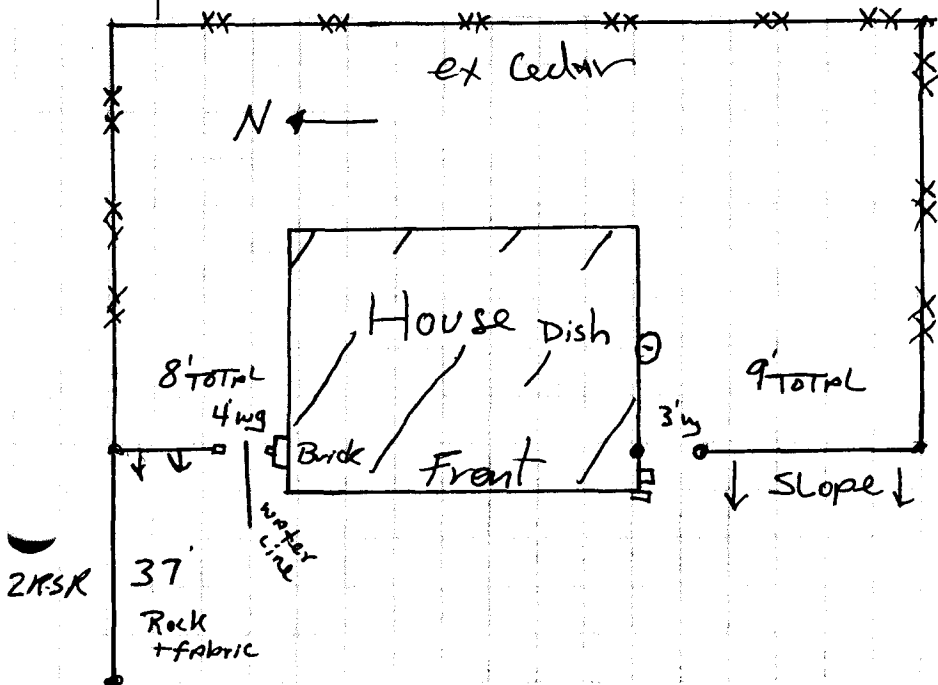 ex Cedar
N
House
Dish
8' TOTAL
4' wg
9' TOTAL
3' wg
Brick
Front
Slope
water
line
37'
2RSR
Rock
+ fabric